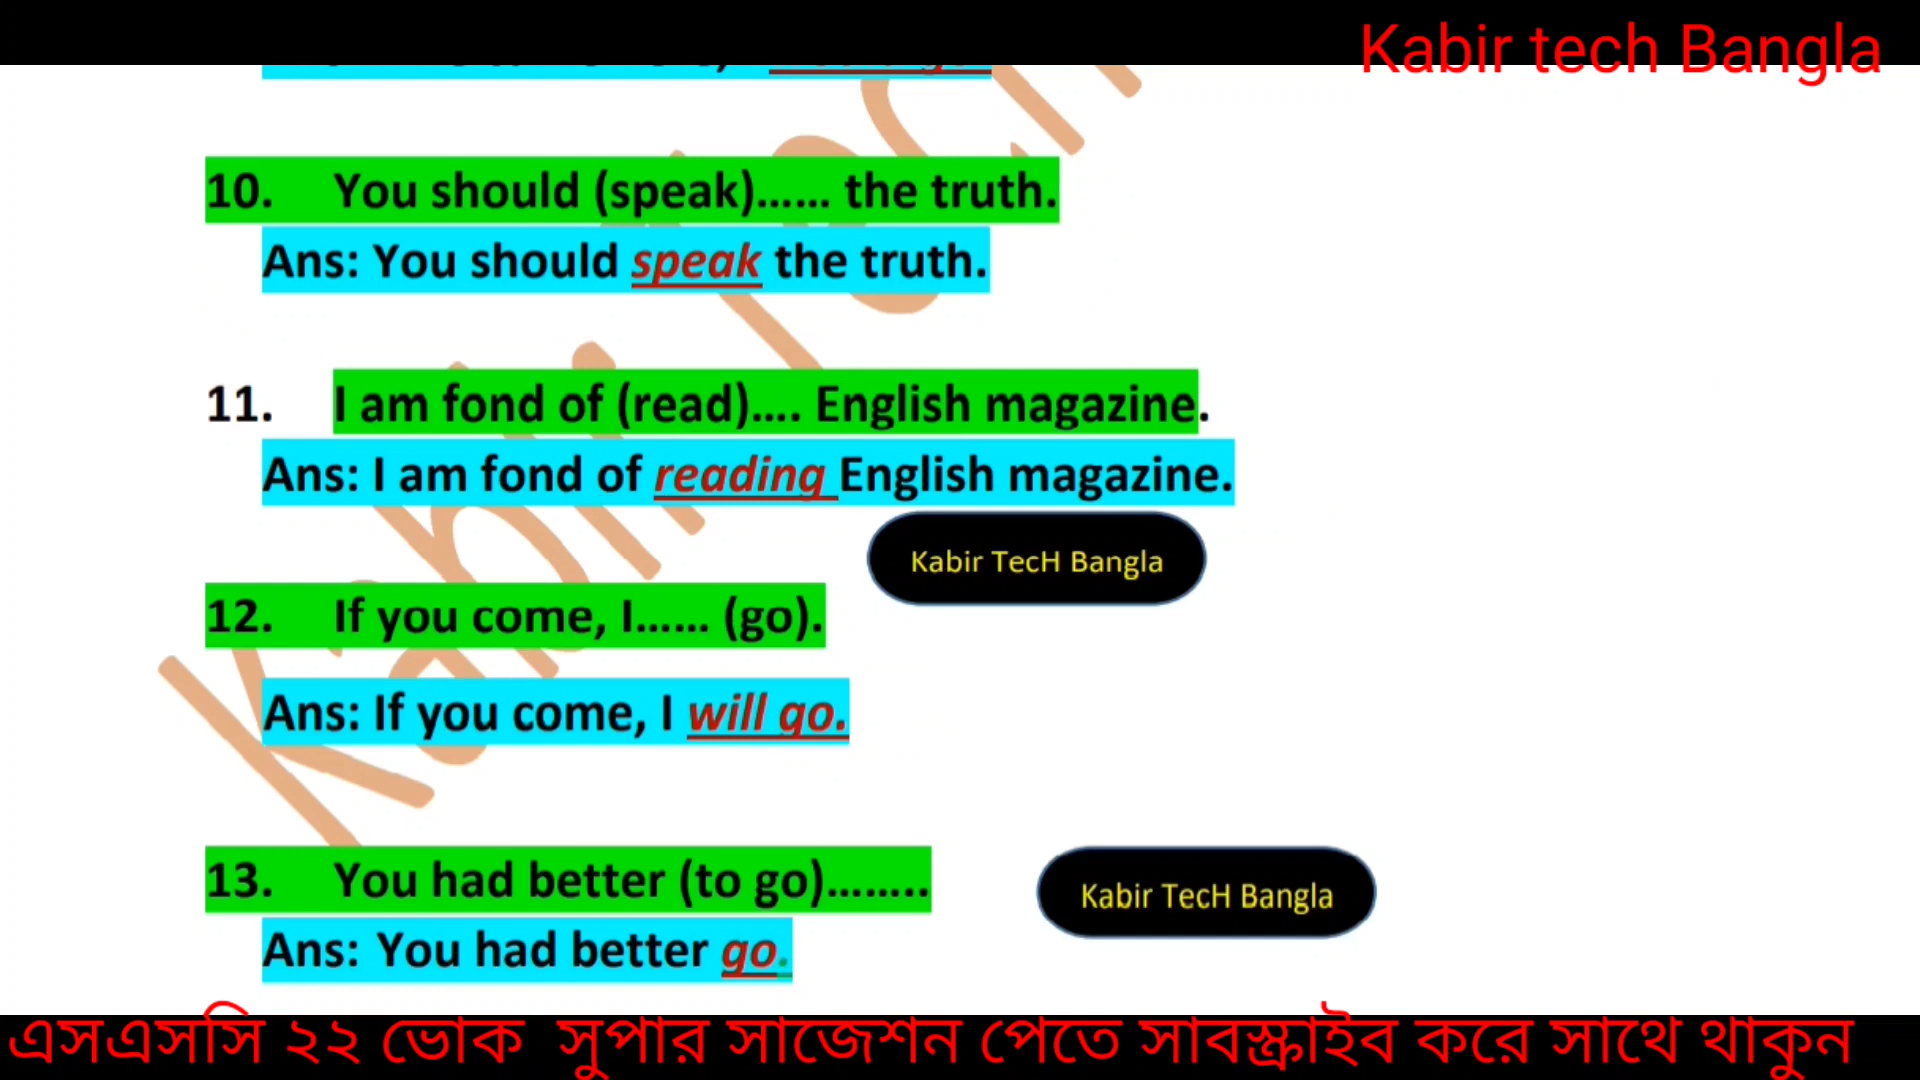 Kabir tech Bangla
10. You should (speak)...... the truth.
Ans: You should speak the truth.
11. I am fond of (read).... English magazine.
Ans: I am fond of reading English magazine.
Kabir TecH Bangla
12. If you come, I...... (go).
Ans: If you come, I will go.
13. You had better (to go)........
Kabir TecH Bangla
Ans: You had better go.
এসএসসি ২২ ভোক সুপার সাজেশন পেতে সাবস্ক্রাইব করে সাথে থাকুন